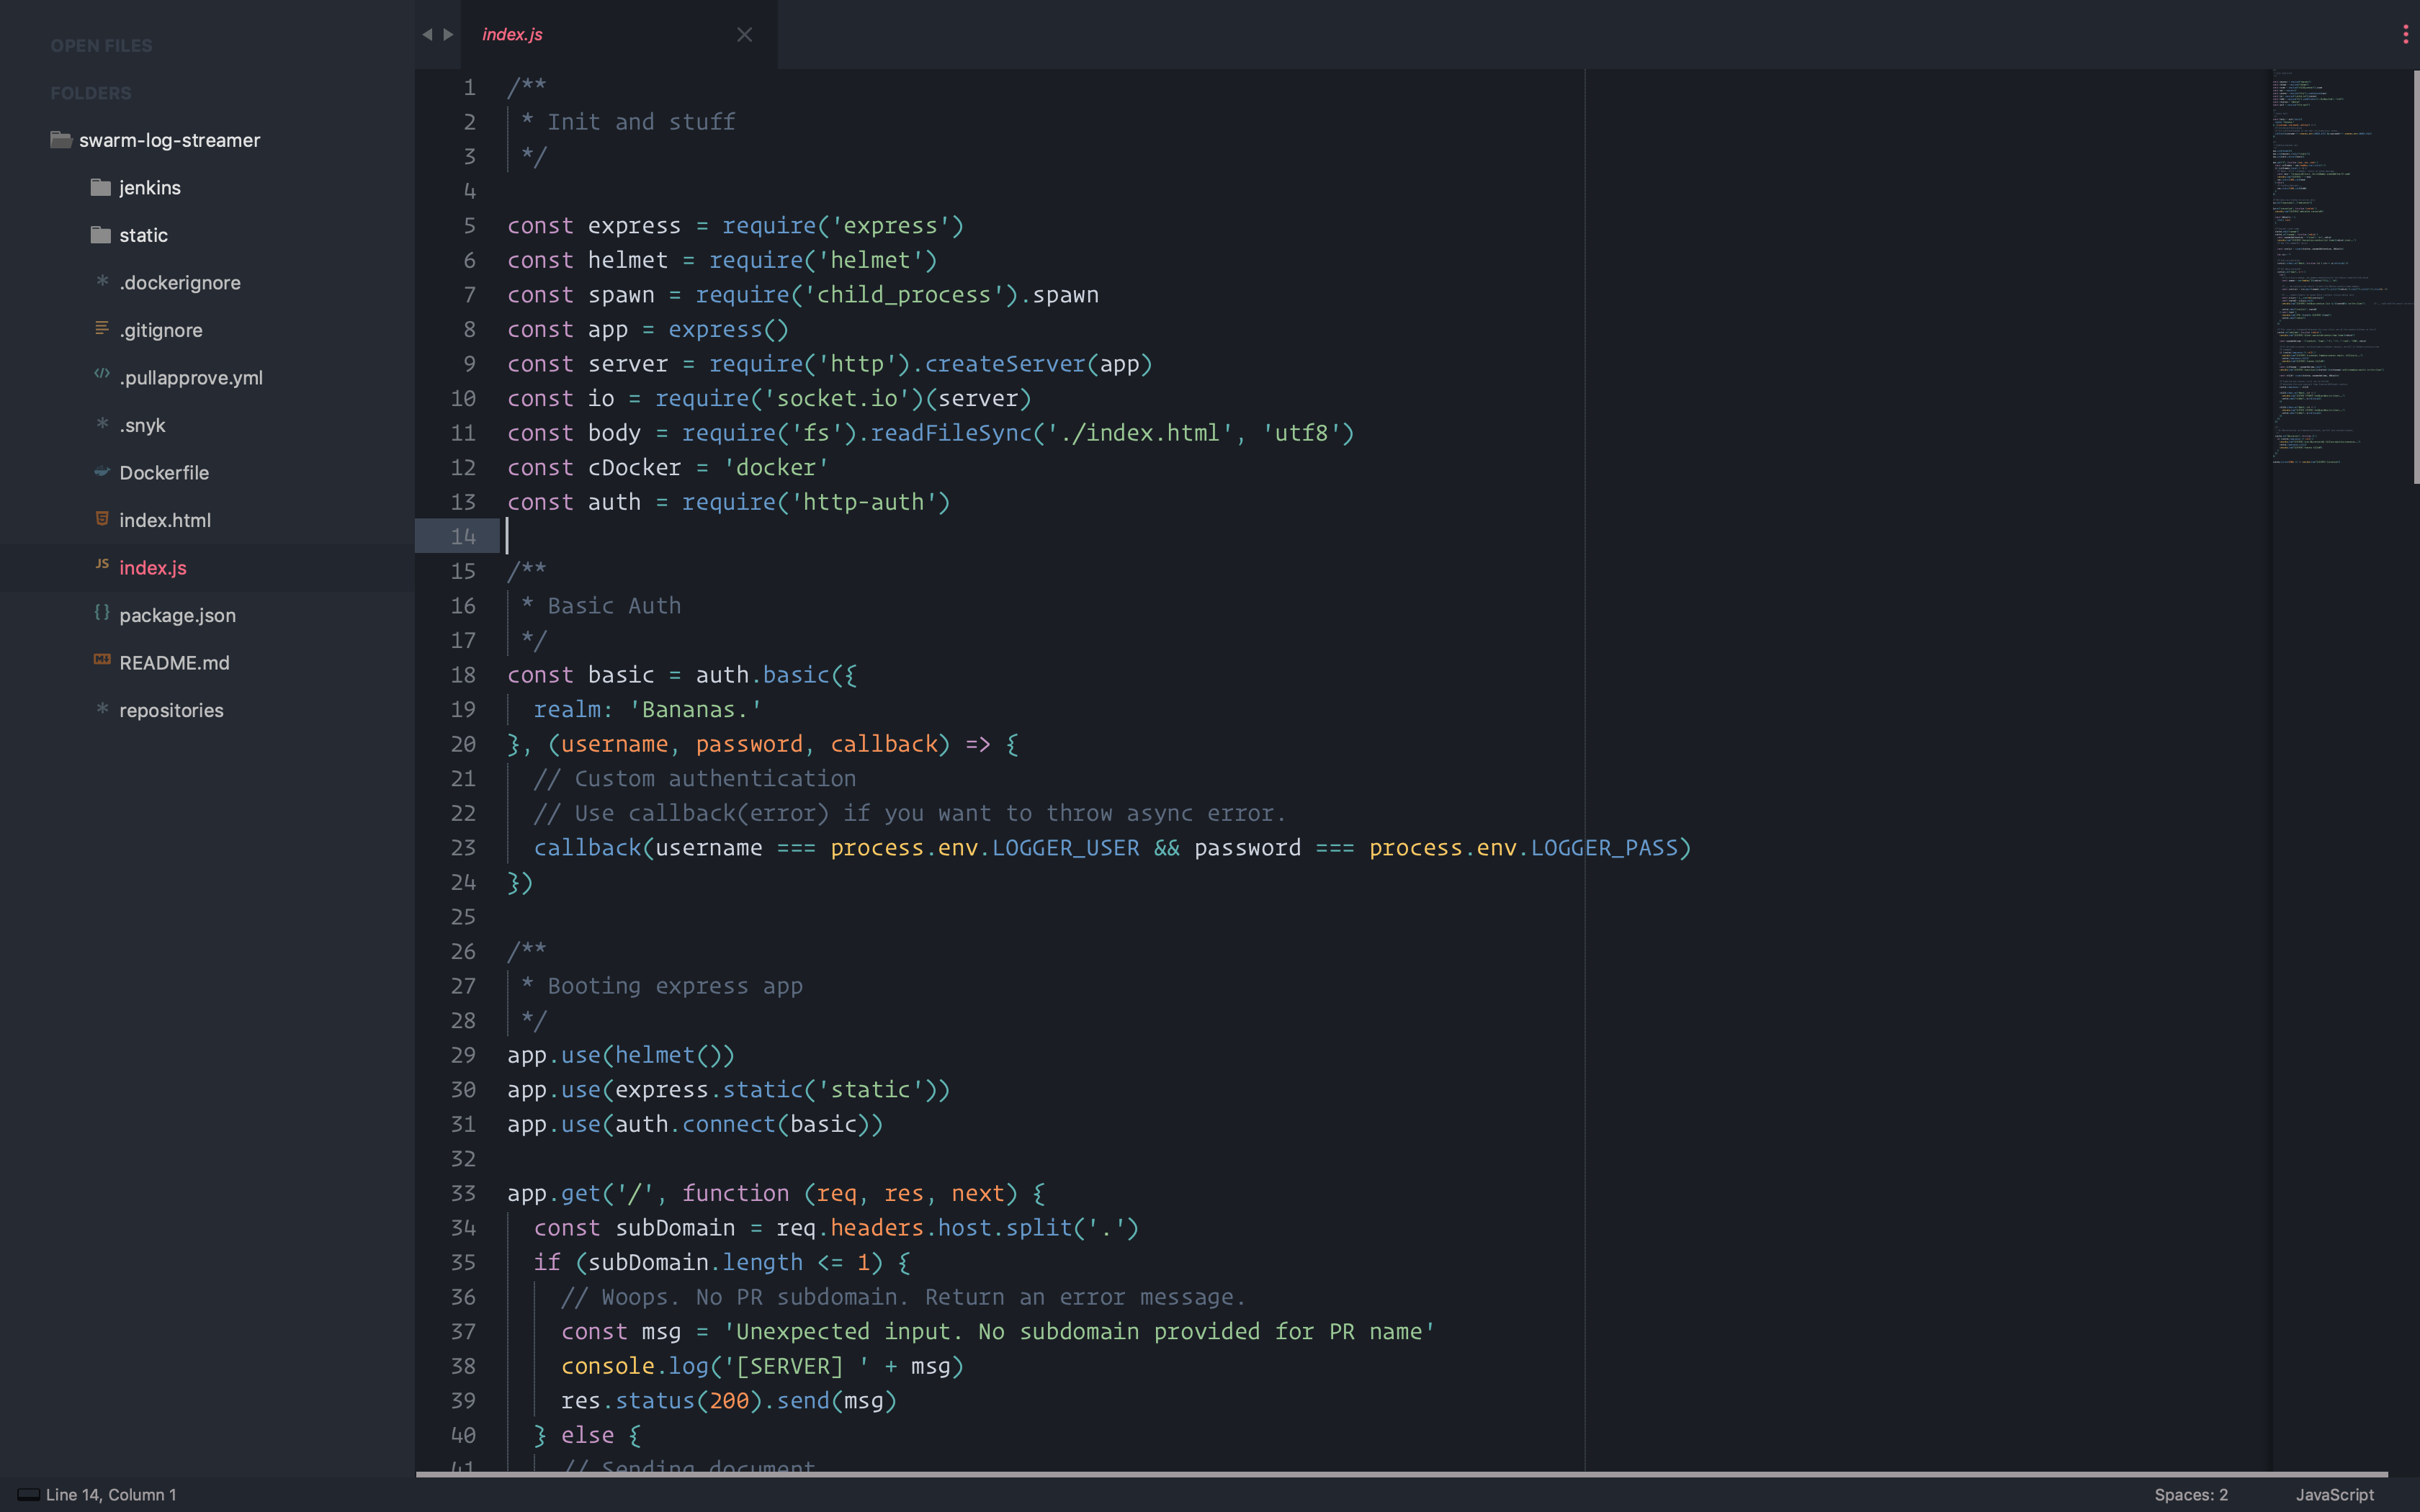 OPEN FILES
FOLDERS
swarm-log-streamer
jenkins
static
.dockerignore
.gitignore
.pullapprove.yml
.snyk
Dockerfile
index.html
JS index.js
package.json
README.md
repositories
index.js
1 /**
2  * Init and stuff
3  */
4
5 const express = require('express')
6 const helmet = require('helmet')
7 const spawn = require('child_process').spawn
8 const app = express()
9 const server = require('http').createServer(app)
10 const io = require('socket.io')(server)
11 const body = require('fs').readFileSync('./index.html', 'utf8')
12 const cDocker = 'docker'
13 const auth = require('http-auth')
14
15 /**
16  * Basic Auth
17  */
18 const basic = auth.basic({
19   realm: 'Bananas.'
20 }, (username, password, callback) => {
21   // Custom authentication
22   // Use callback(error) if you want to throw async error.
23   callback(username === process.env.LOGGER_USER && password === process.env.LOGGER_PASS)
24 })
25
26 /**
27  * Booting express app
28  */
29 app.use(helmet())
30 app.use(express.static('static'))
31 app.use(auth.connect(basic))
32
33 app.get('/', function (req, res, next) {
34   const subDomain = req.headers.host.split('.')
35   if (subDomain.length <= 1) {
36     // Woops. No PR subdomain. Return an error message.
37     const msg = 'Unexpected input. No subdomain provided for PR name'
38     console.log('[SERVER] ' + msg)
39     res.status(200).send(msg)
40   } else {
41     // Sending document
Line 14, Column 1
Spaces: 2
JavaScript